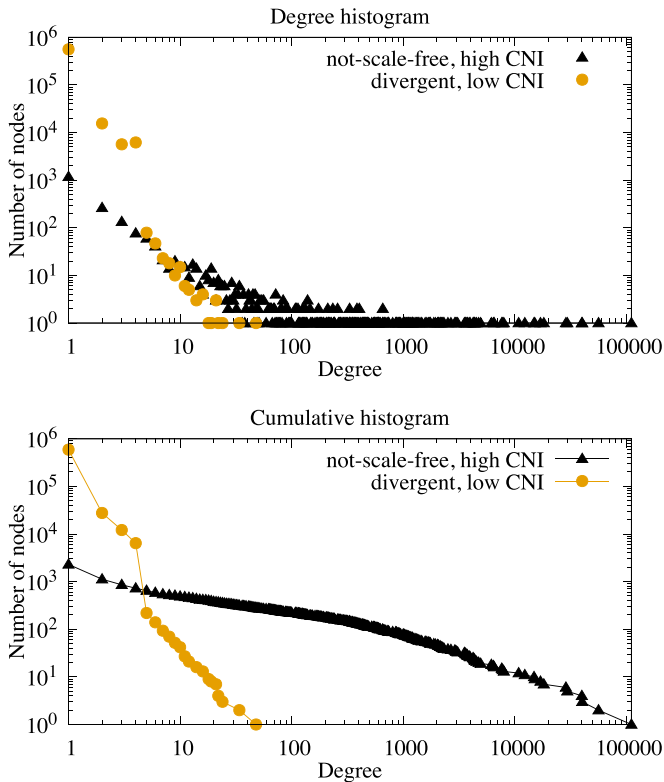 Degree histogram
Number of nodes
10^6
10^5
10^4
10^3
10^2
10^1
10^0
not-scale-free, high CNI
divergent, low CNI
1 10 100 1000 10000 100000
Degree
Cumulative histogram
Number of nodes
10^6
10^5
10^4
10^3
10^2
10^1
10^0
not-scale-free, high CNI
divergent, low CNI
1 10 100 1000 10000 100000
Degree